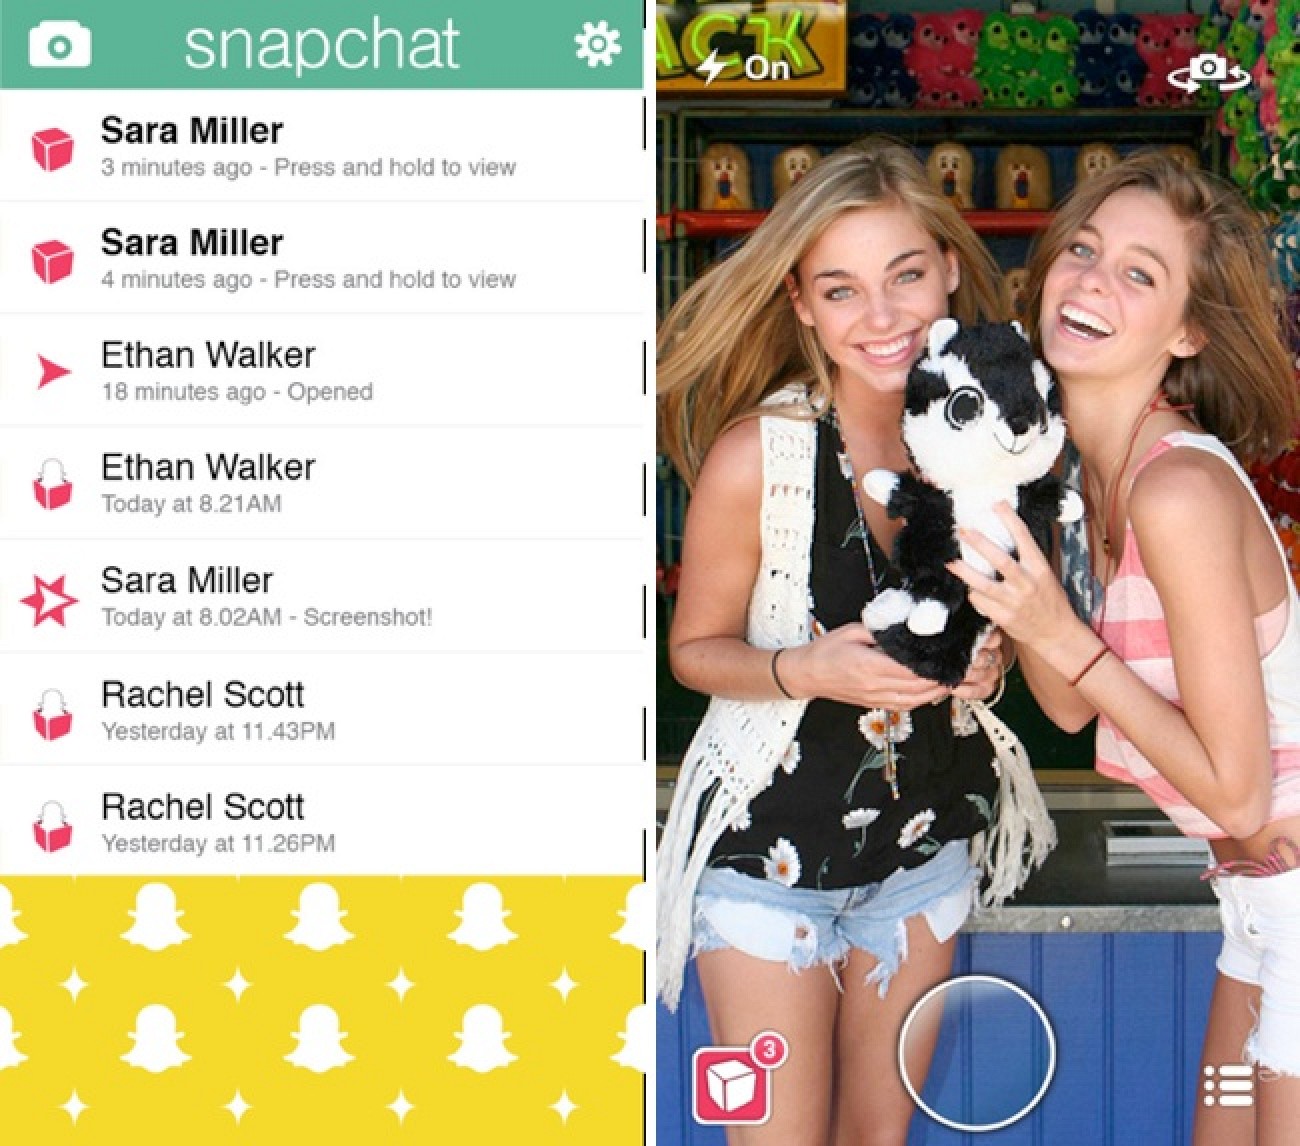 snapchat
Sara Miller
3 minutes ago - Press and hold to view
Sara Miller
4 minutes ago - Press and hold to view
Ethan Walker
18 minutes ago - Opened
Ethan Walker
Today at 8.21AM
Sara Miller
Today at 8.02AM - Screenshot!
Rachel Scott
Yesterday at 11.43PM
Rachel Scott
Yesterday at 11.26PM
ACK
On
3